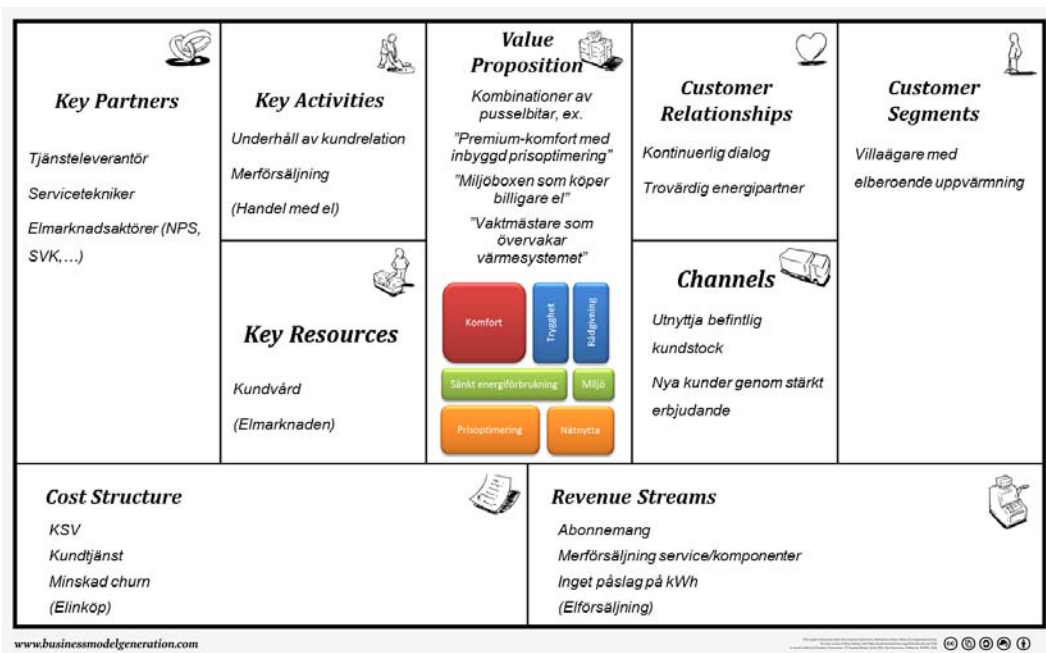 Key Partners
Tjänsteleverantör
Servicetekniker
Elmarknadsaktörer (NPS,
SVK,…)
Key Activities
Underhåll av kundrelation
Merförsäljning
(Handel med el)
Key Resources
Kundvård
(Elmarknaden)
Value
Proposition
Kombinationer av
pusselbitar, ex.
”Premium-komfort med
inbyggd prisoptimering”
”Miljöboxen som köper
billigare el”
”Vaktmästare som
övervakar
värmesystemet”
Komfort
Trygghet
Rådgivning
Sänkt energiförbrukning
Miljö
Prisoptimering
Nätnytta
Customer
Relationships
Kontinuerlig dialog
Trovärdig energipartner
Channels
Utnyttja befintlig
kundstock
Nya kunder genom stärkt
erbjudande
Customer
Segments
Villaägare med
elberoende uppvärmning
Cost Structure
KSV
Kundtjänst
Minskad churn
(Elinköp)
Revenue Streams
Abonnemang
Merförsäljning service/komponenter
Inget påslag på kWh
(Elförsäljning)
www.businessmodelgeneration.com